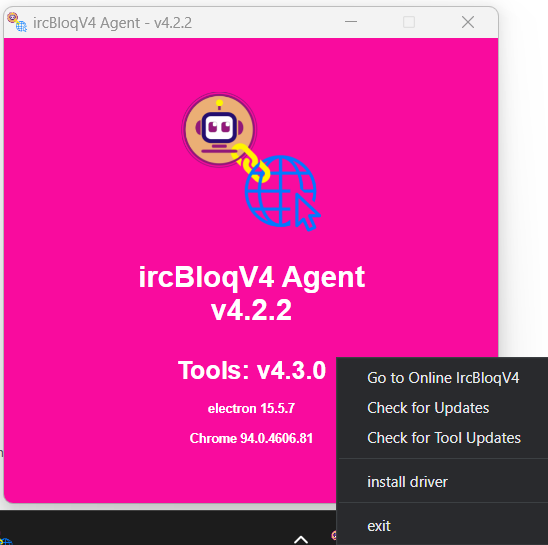 ircBloqV4 Agent - v4.2.2
ircBloqV4 Agent
v4.2.2
Tools: v4.3.0
electron 15.5.7
Chrome 94.0.4606.81
Go to Online IrcBloqV4
Check for Updates
Check for Tool Updates
install driver
exit